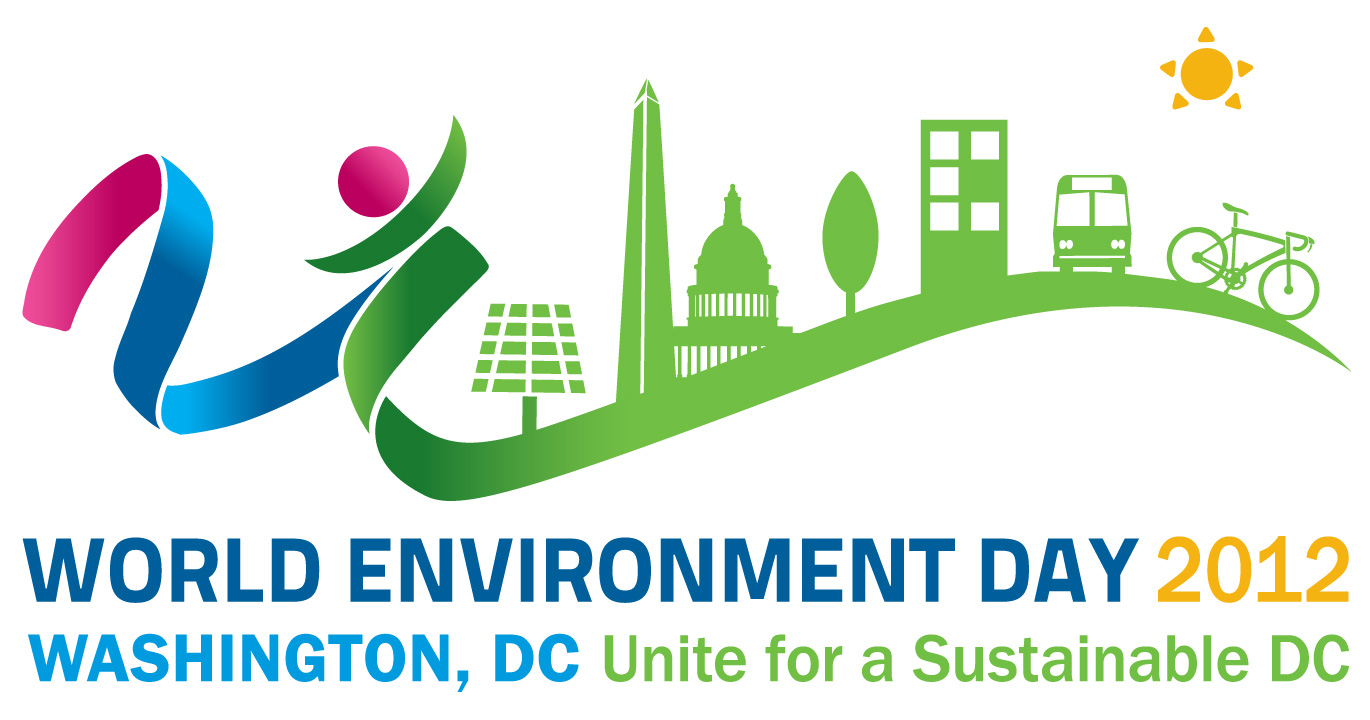 WORLD ENVIRONMENT DAY 2012
WASHINGTON, DC Unite for a Sustainable DC